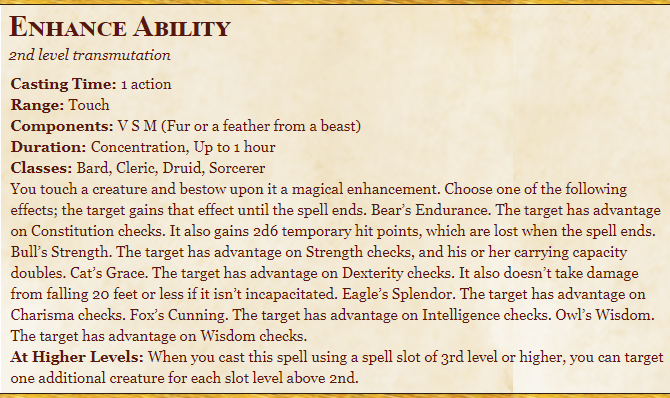 Enhance Ability
2nd level transmutation
Casting Time: 1 action
Range: Touch
Components: V S M (Fur or a feather from a beast)
Duration: Concentration, Up to 1 hour
Classes: Bard, Cleric, Druid, Sorcerer
You touch a creature and bestow upon it a magical enhancement. Choose one of the following
effects; the target gains that effect until the spell ends. Bear's Endurance. The target has advantage
on Constitution checks. It also gains 2d6 temporary hit points, which are lost when the spell ends.
Bull's Strength. The target has advantage on Strength checks, and his or her carrying capacity
doubles. Cat's Grace. The target has advantage on Dexterity checks. It also doesn't take damage
from falling 20 feet or less if it isn't incapacitated. Eagle's Splendor. The target has advantage on
Charisma checks. Fox's Cunning. The target has advantage on Intelligence checks. Owl's Wisdom.
The target has advantage on Wisdom checks.
At Higher Levels: When you cast this spell using a spell slot of 3rd level or higher, you can target
one additional creature for each slot level above 2nd.